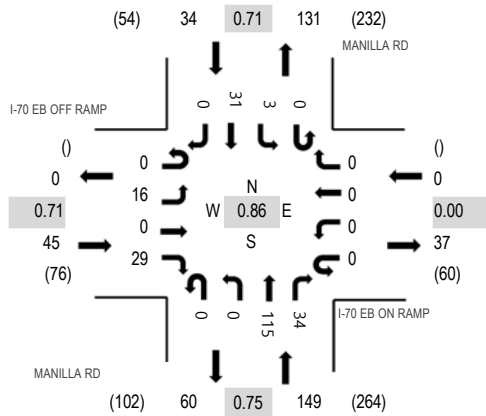 (54) 34 0.71 131 (232)
MANILLA RD
I-70 EB OFF RAMP
0 31 3 0
() ()
0 0 0 0
16 0
N
0.71 W 0.86 E 0.00
0 0
S
45 37
29 0
(76) (60)
0 0 115 34
I-70 EB ON RAMP
MANILLA RD
(102) 60 0.75 149 (264)